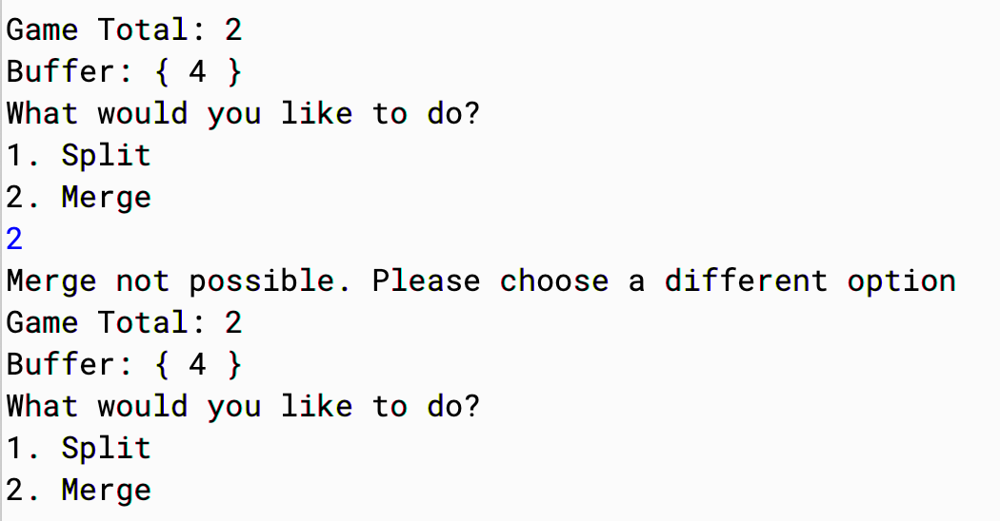 Game Total: 2
Buffer: { 4 }
What would you like to do?
1. Split
2. Merge
2
Merge not possible. Please choose a different option
Game Total: 2
Buffer: { 4 }
What would you like to do?
1. Split
2. Merge